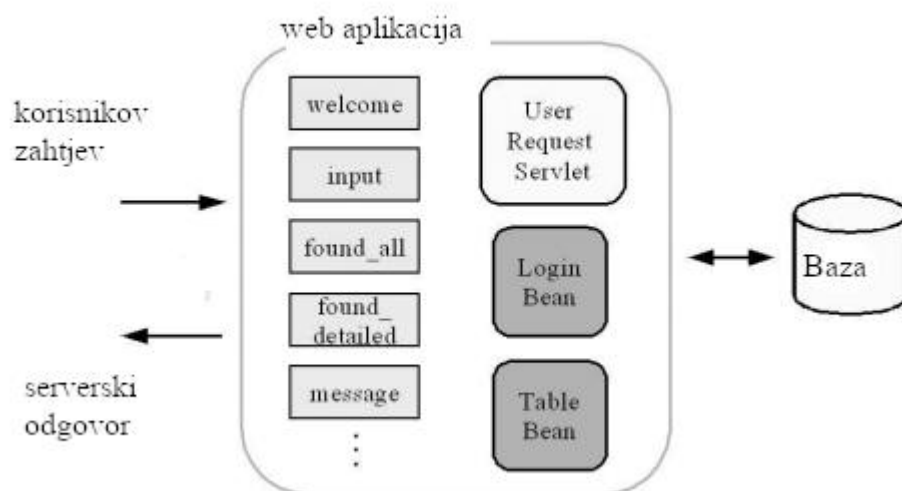 web aplikacija
korisnikov
zahtjev
welcome
input
found_all
found_
detailed
message
User
Request
Servlet
Login
Bean
Table
Bean
Baza
serverski
odgovor